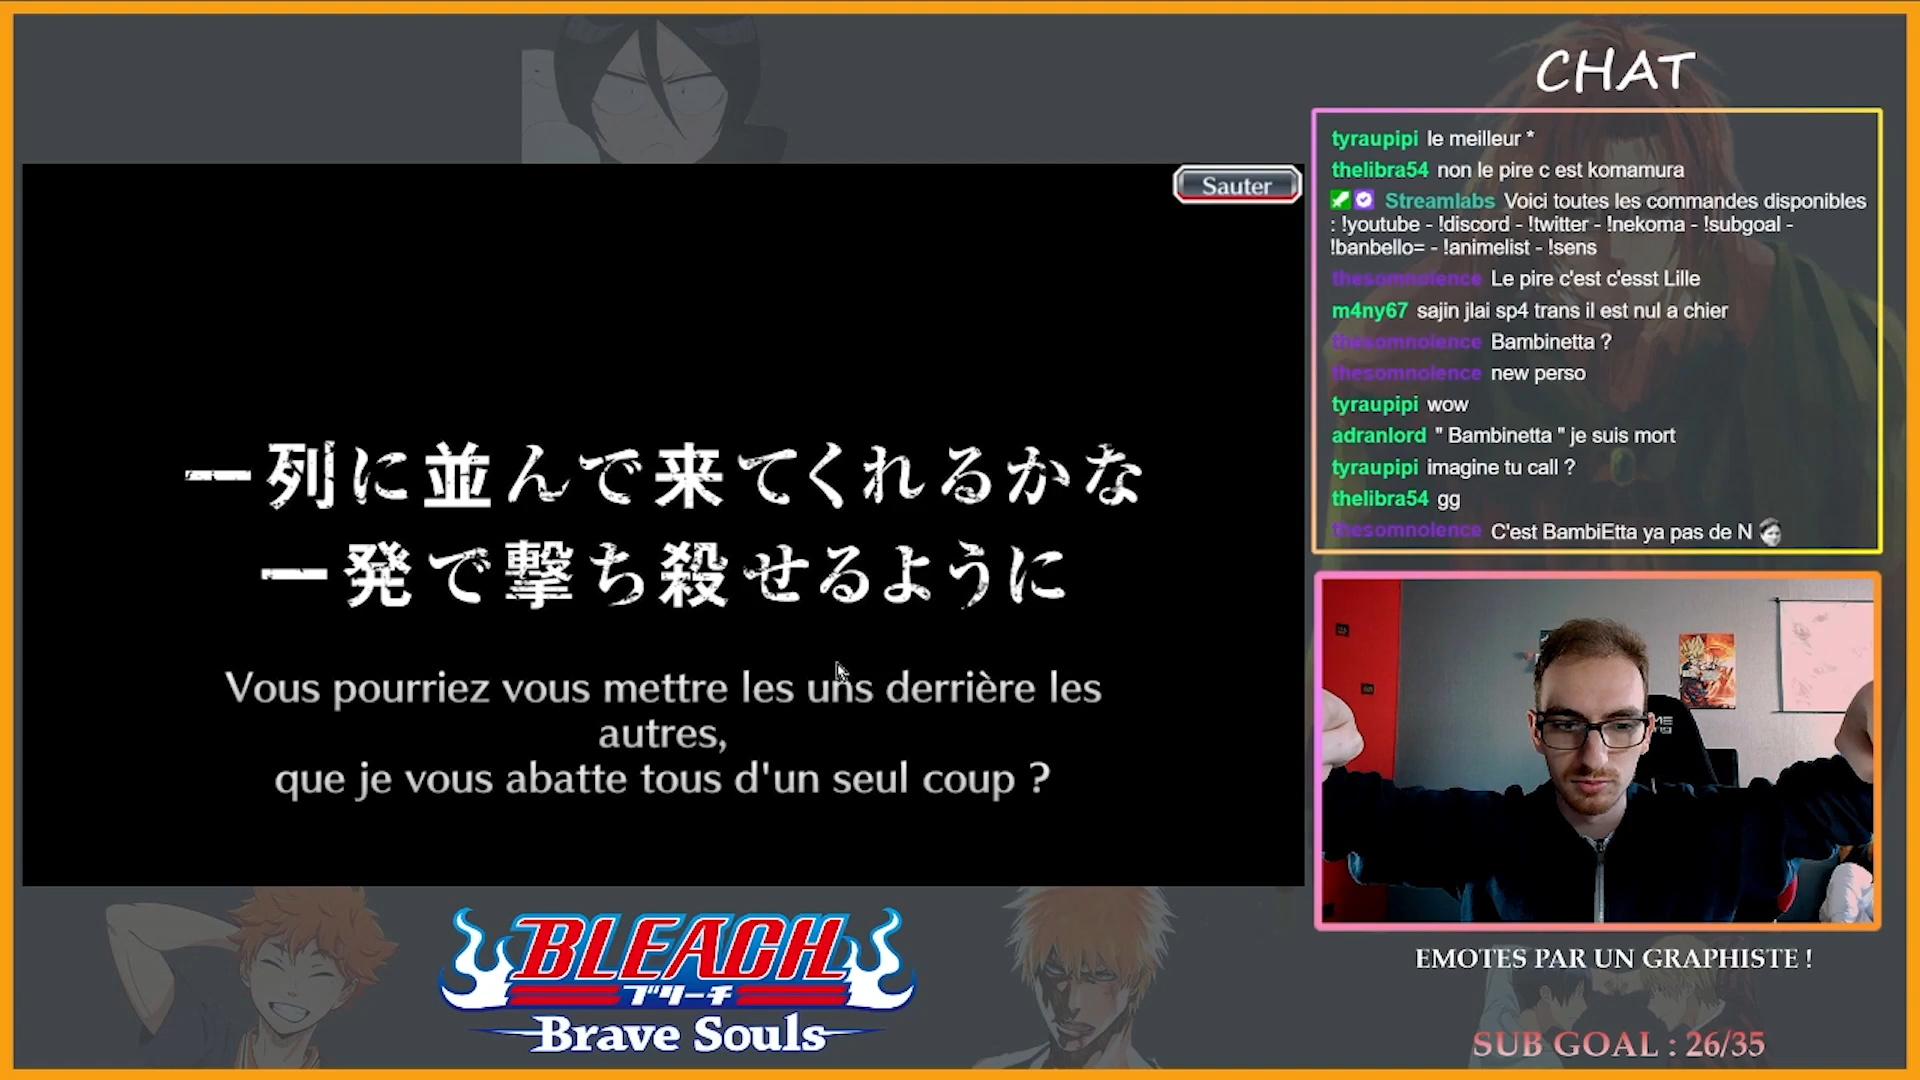 CHAT
tyraupipi le meilleur *
thelibra54 non le pire c est komamura
Streamlabs Voici toutes les commandes disponibles
: !youtube - !discord - !twitter - !nekoma - !subgoal -
!banbello= - !animelist - !sens
thesomnolence Le pire c'est c'esst Lille
m4ny67 sajin jlai sp4 trans il est nul a chier
thesomnolence Bambinetta ?
thesomnolence new perso
tyraupipi wow
adranlord " Bambinetta " je suis mort
tyraupipi imagine tu call ?
thelibra54 gg
thesomnolence C'est BambiEtta ya pas de N
Sauter
一列に並んで来てくれるかな
一発で撃ち殺せるように
Vous pourriez vous mettre les uns derrière les
autres,
que je vous abatte tous d'un seul coup ?
BLEACH
ブリーチ
Brave Souls
EMOTES PAR UN GRAPHISTE !
SUB GOAL : 26/35